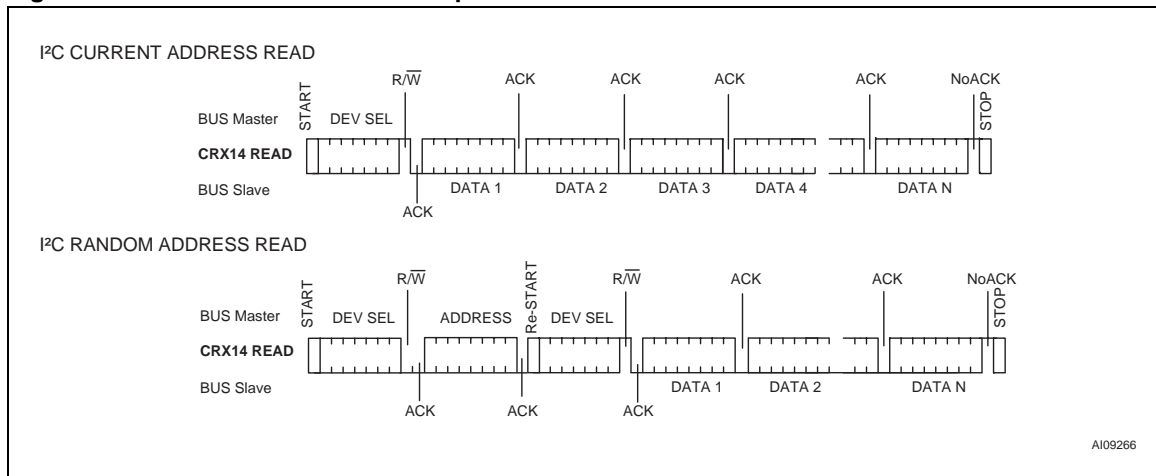 I²C CURRENT ADDRESS READ
R/W ACK ACK ACK ACK NoACK
BUS Master START DEV SEL STOP
CRX14 READ
BUS Slave DATA 1 DATA 2 DATA 3 DATA 4 DATA N
ACK
I²C RANDOM ADDRESS READ
R/W R/W ACK ACK NoACK
BUS Master START DEV SEL ADDRESS Re-START DEV SEL STOP
CRX14 READ
BUS Slave DATA 1 DATA 2 DATA N
ACK ACK ACK
AI09266